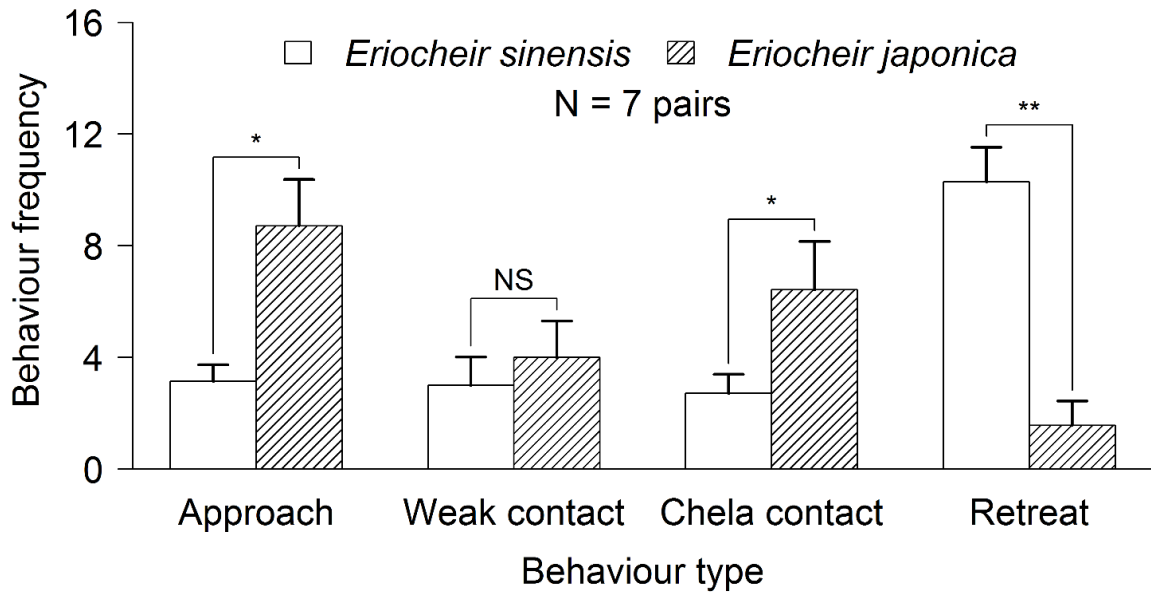 16
Eriocheir sinensis Eriocheir japonica
N = 7 pairs
12
**
*
*
8
NS
4
0
Behaviour frequency
Approach Weak contact Chela contact Retreat
Behaviour type